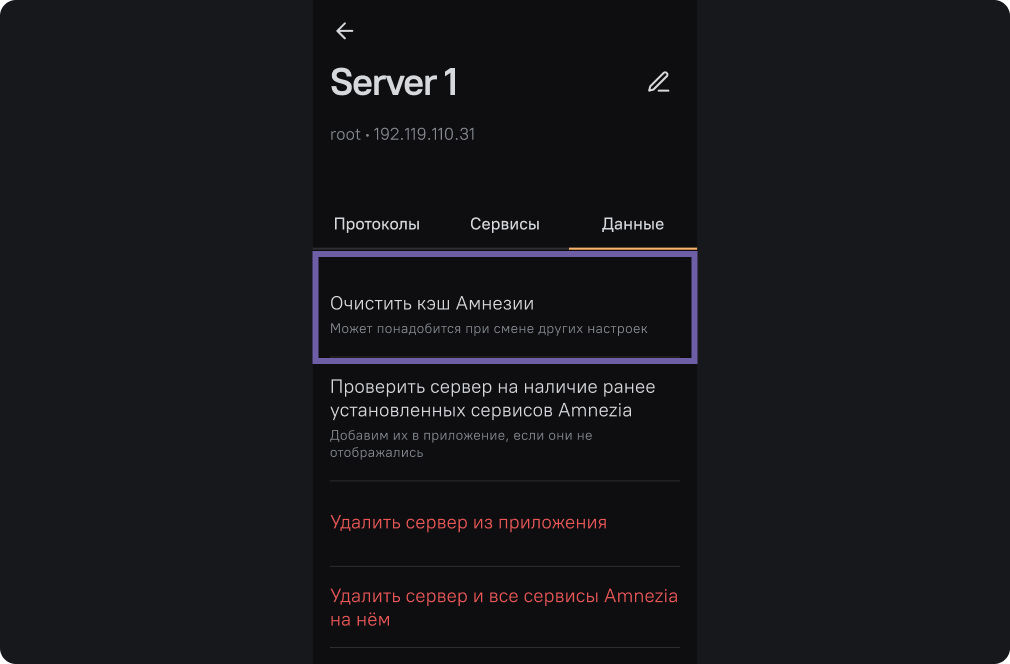 Server 1
root • 192.119.110.31
Протоколы Сервисы Данные
Очистить кэш Амнезии
Может понадобится при смене других настроек
Проверить сервер на наличие ранее
установленных сервисов Amnezia
Добавим их в приложение, если они не
отображались
Удалить сервер из приложения
Удалить сервер и все сервисы Amnezia
на нём